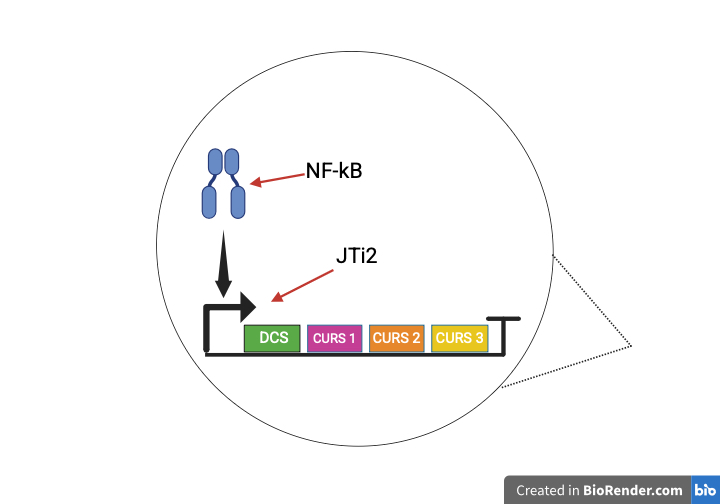 NF-kB
JTi2
DCS
CURS 1
CURS 2
CURS 3
Created in BioRender.com bio